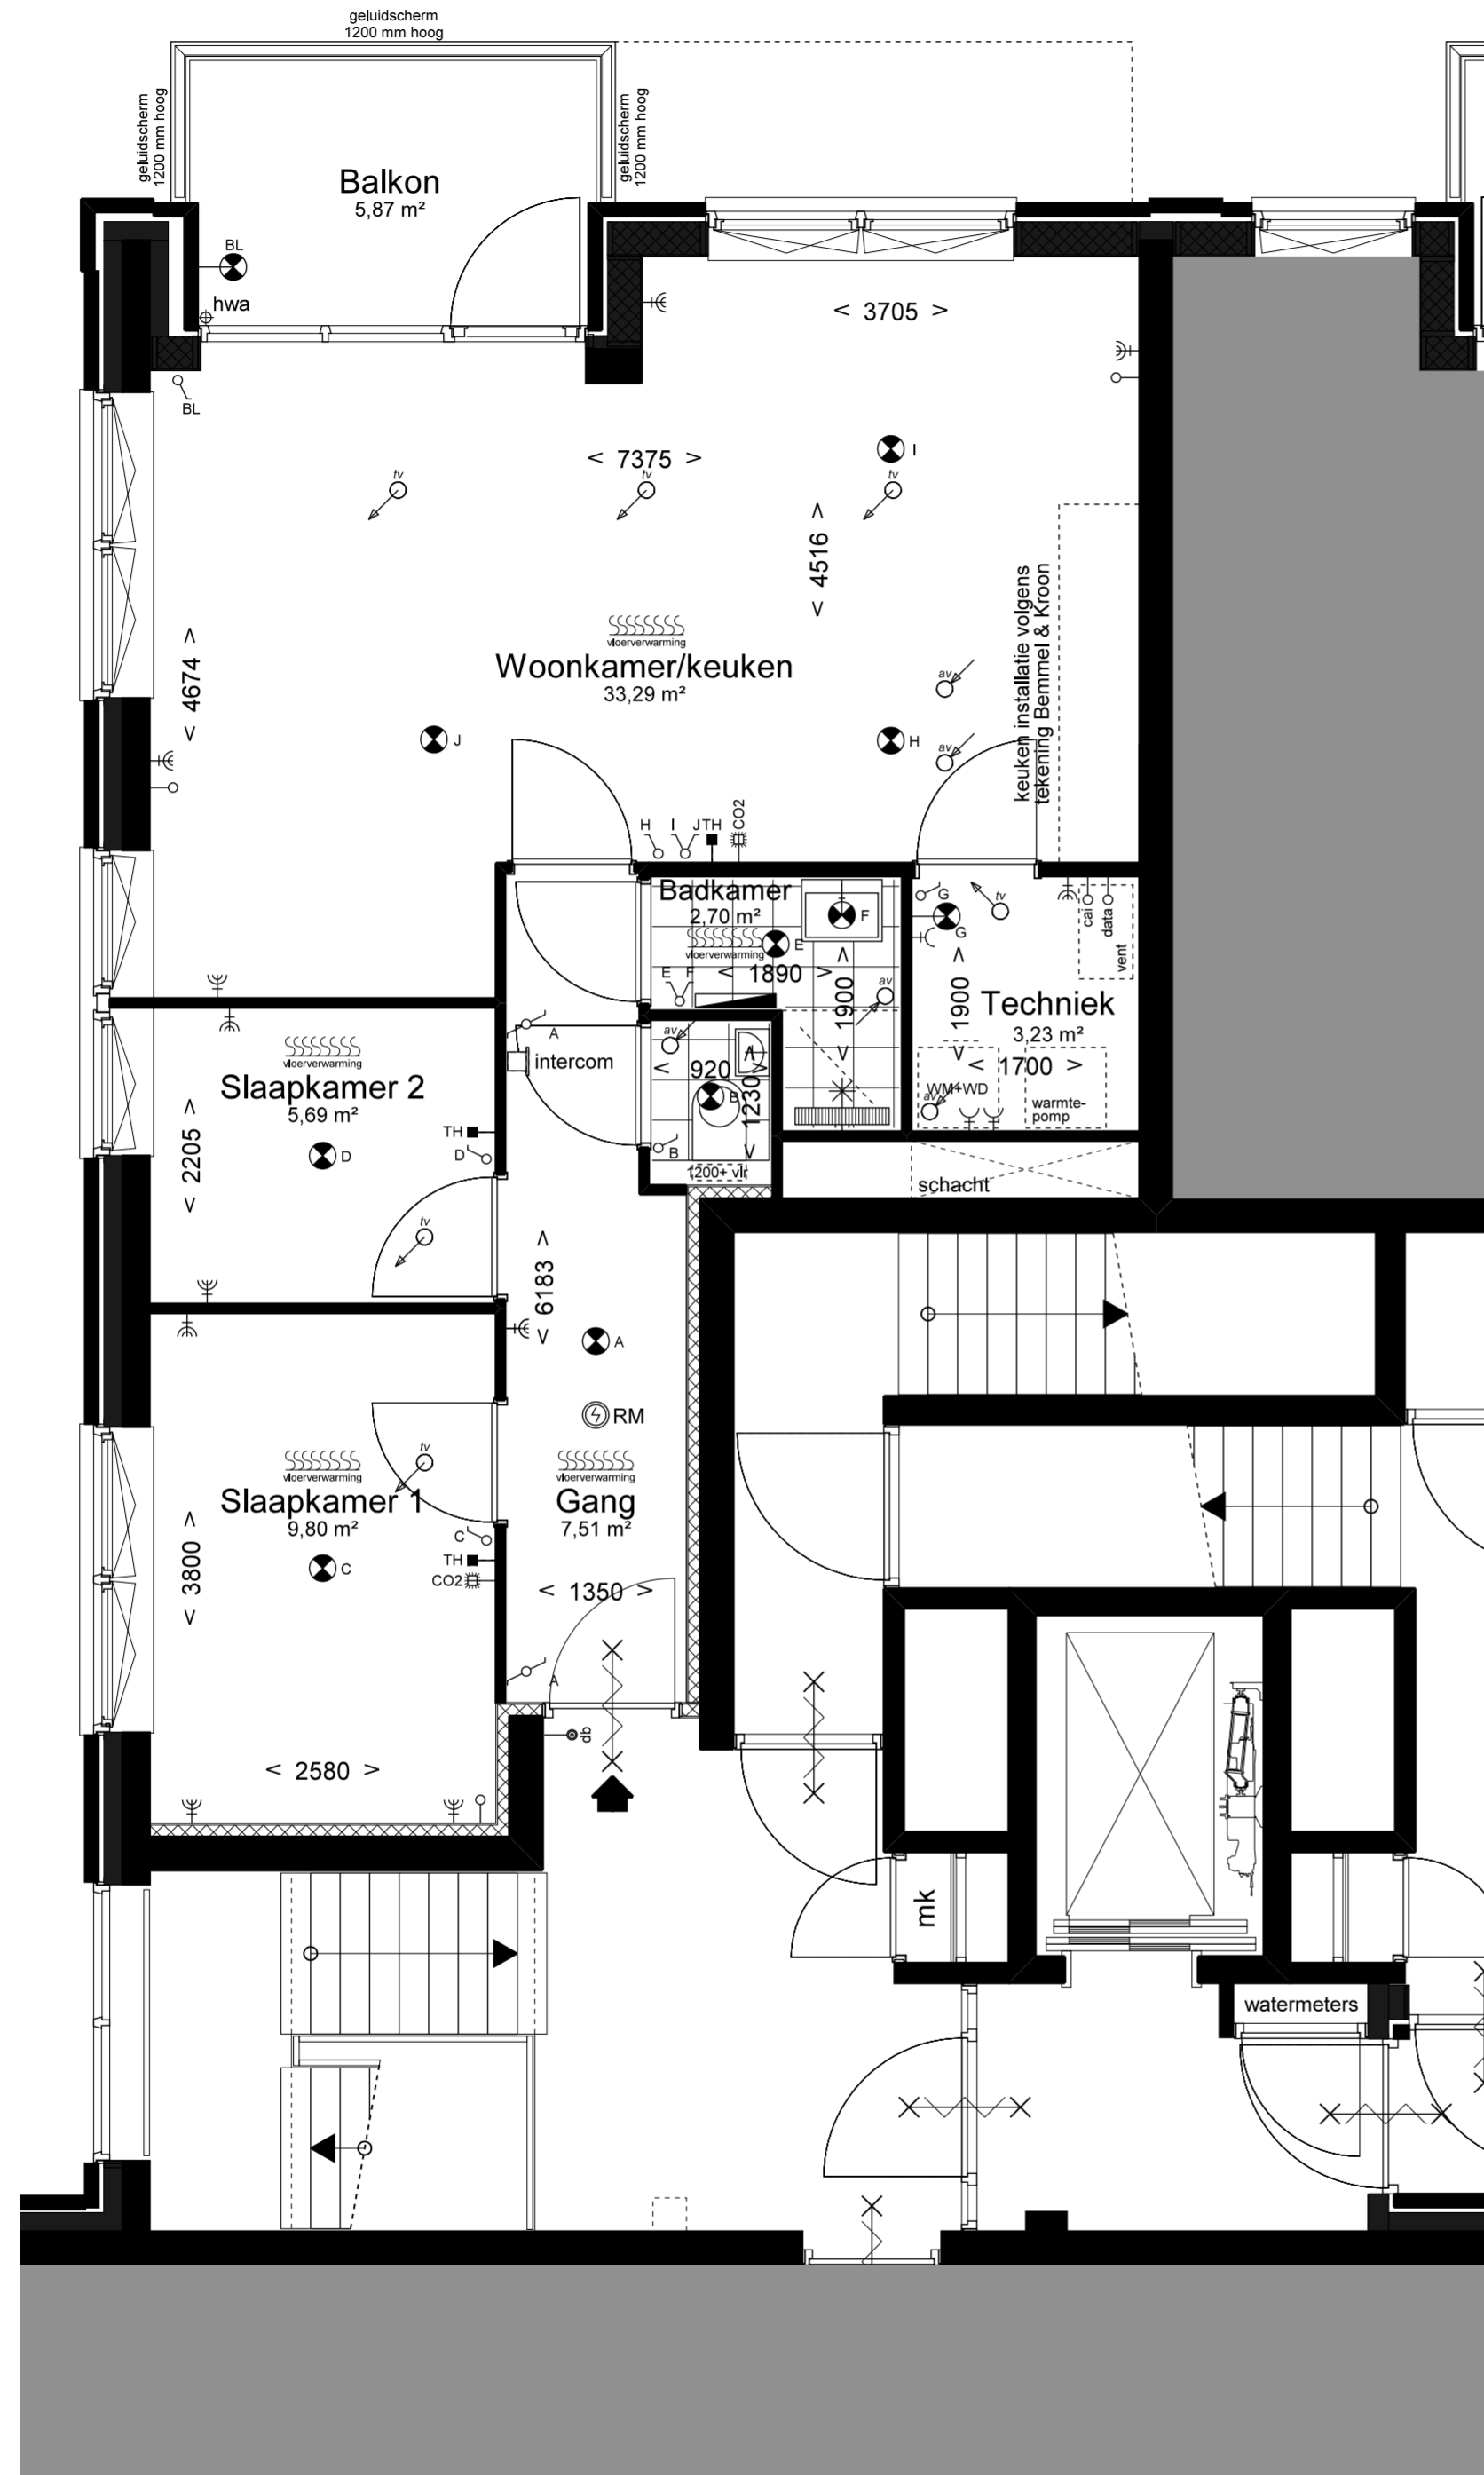 geluidscherm
1200 mm hoog
geluidscherm
1200 mm hoog
geluidscherm
1200 mm hoog
Balkon
5,87 m²
BL
hwa
BL
< 3705 >
< 7375 >
I
tv
tv
tv
< 4516 >
< 4674 >
vloerverwarming
Woonkamer/keuken
33,29 m²
keuken installatie volgens
tekening Bemmel & Kroon
av
J
H
av
H
I
J
TH
CO2
Badkamer
2,70 m²
F
E
vloerverwarming
E
F
< 1890 >
< 1900 >
av
G
G
tv
cai
data
vent
< 1900 >
Techniek
3,23 m²
< 1700 >
WM+WD
av
warmte-
pomp
A
intercom
av
< 920 >
< 1230 >
B
B
1200+ vlr
schacht
vloerverwarming
Slaapkamer 2
5,69 m²
< 2205 >
D
TH
D
tv
< 6183 >
A
RM
vloerverwarming
Slaapkamer 1
9,80 m²
< 3800 >
C
tv
C
TH
CO2
vloerverwarming
Gang
7,51 m²
< 1350 >
A
db
< 2580 >
mk
watermeters